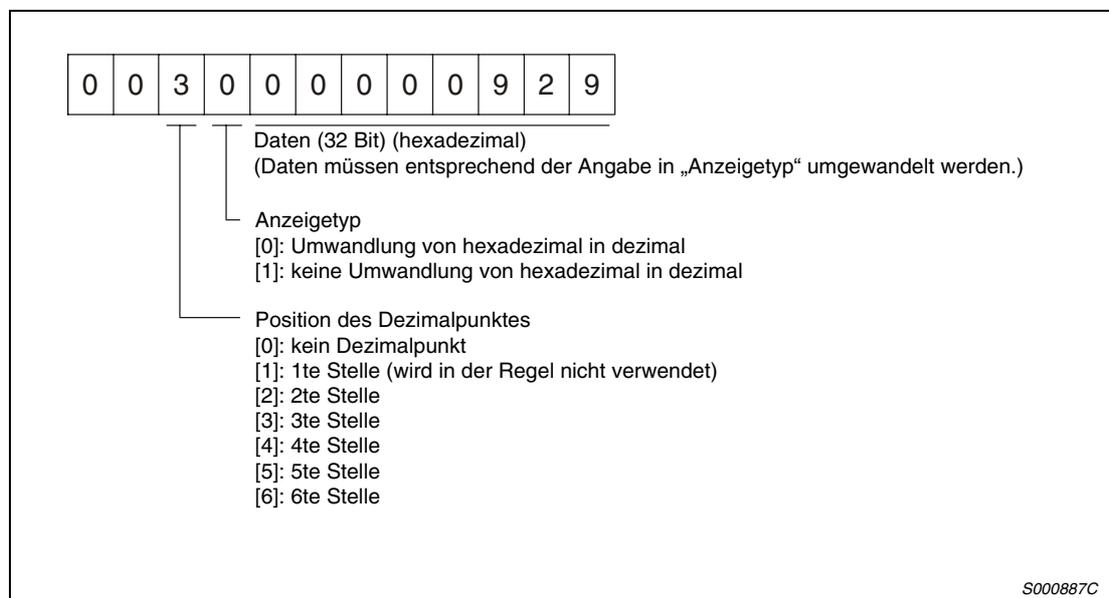 0 0 3 0 0 0 0 0 0 9 2 9
Daten (32 Bit) (hexadezimal)
(Daten müssen entsprechend der Angabe in „Anzeigetyp“ umgewandelt werden.)
Anzeigetyp
[0]: Umwandlung von hexadezimal in dezimal
[1]: keine Umwandlung von hexadezimal in dezimal
Position des Dezimalpunktes
[0]: kein Dezimalpunkt
[1]: 1te Stelle (wird in der Regel nicht verwendet)
[2]: 2te Stelle
[3]: 3te Stelle
[4]: 4te Stelle
[5]: 5te Stelle
[6]: 6te Stelle
S000887C